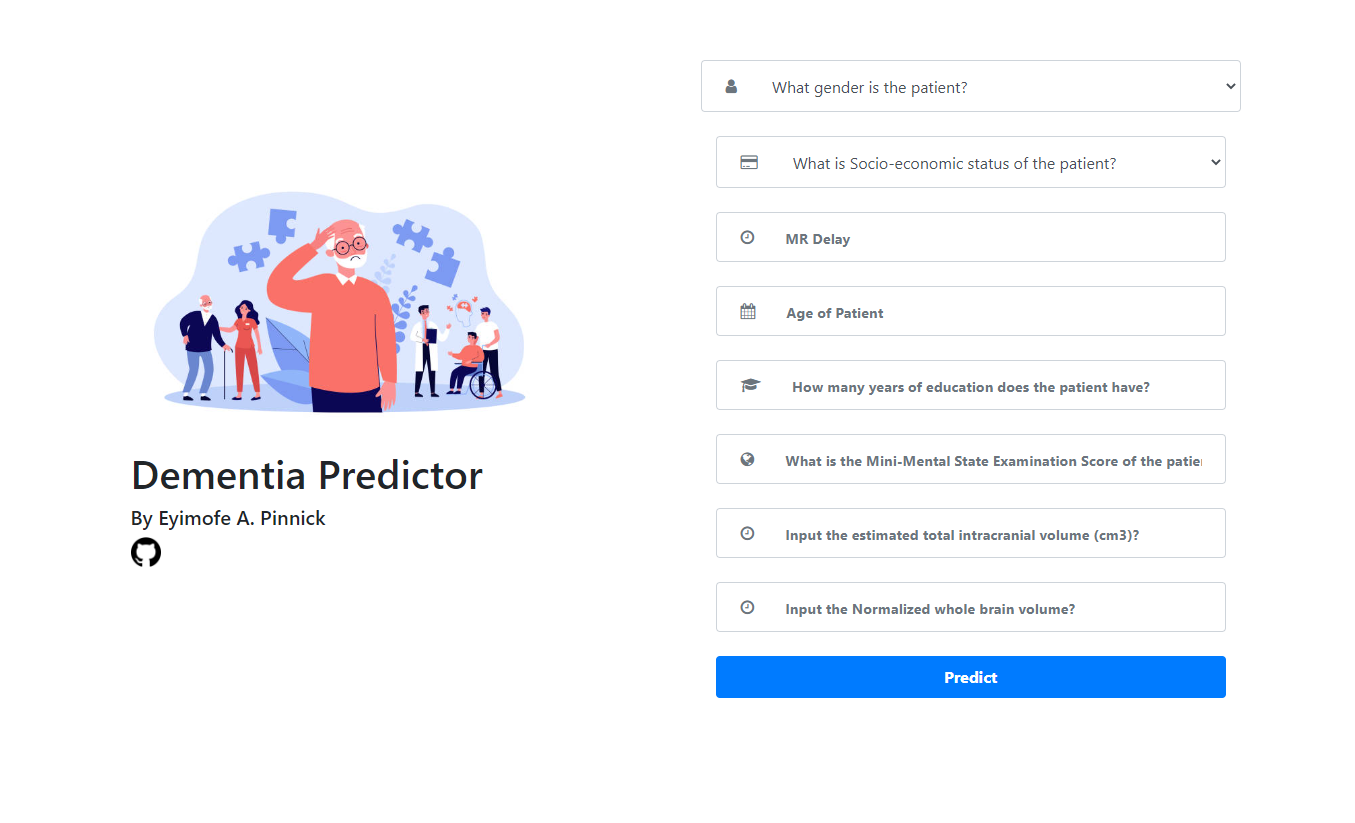 What gender is the patient?
What is Socio-economic status of the patient?
MR Delay
Age of Patient
How many years of education does the patient have?
What is the Mini-Mental State Examination Score of the
Input the estimated total intracranial volume (cm3)?
Input the Normalized whole brain volume?
Predict
Dementia Predictor
By Eyimofe A. Pinnick